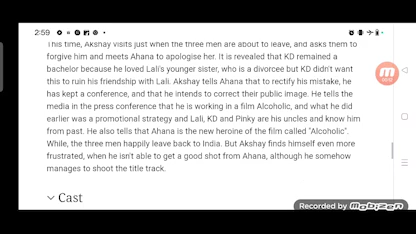 2:59
This time, Akshay visits just when the three men are about to leave, and asks them to
forgive him and meets Ahana to apologise her. It is revealed that KD remained a
bachelor because he loved Lali's younger sister, who is a divorcee but KD didn't want
this to ruin his friendship with Lali. Akshay tells Ahana that to rectify his mistake, he
has kept a conference, and that he intends to correct their public image. He tells the
media in the press conference that he is working in a film Alcoholic, and what he did
earlier was a promotional strategy and Lali, KD and Pinky are his uncles and know him
from past. He also tells that Ahana is the new heroine of the film called "Alcoholic".
While, the three men happily leave back to India. But Akshay finds himself even more
frustrated, when he isn't able to get a good shot from Ahana, although he somehow
manages to shoot the title track.
Cast
Recorded by Mobizen